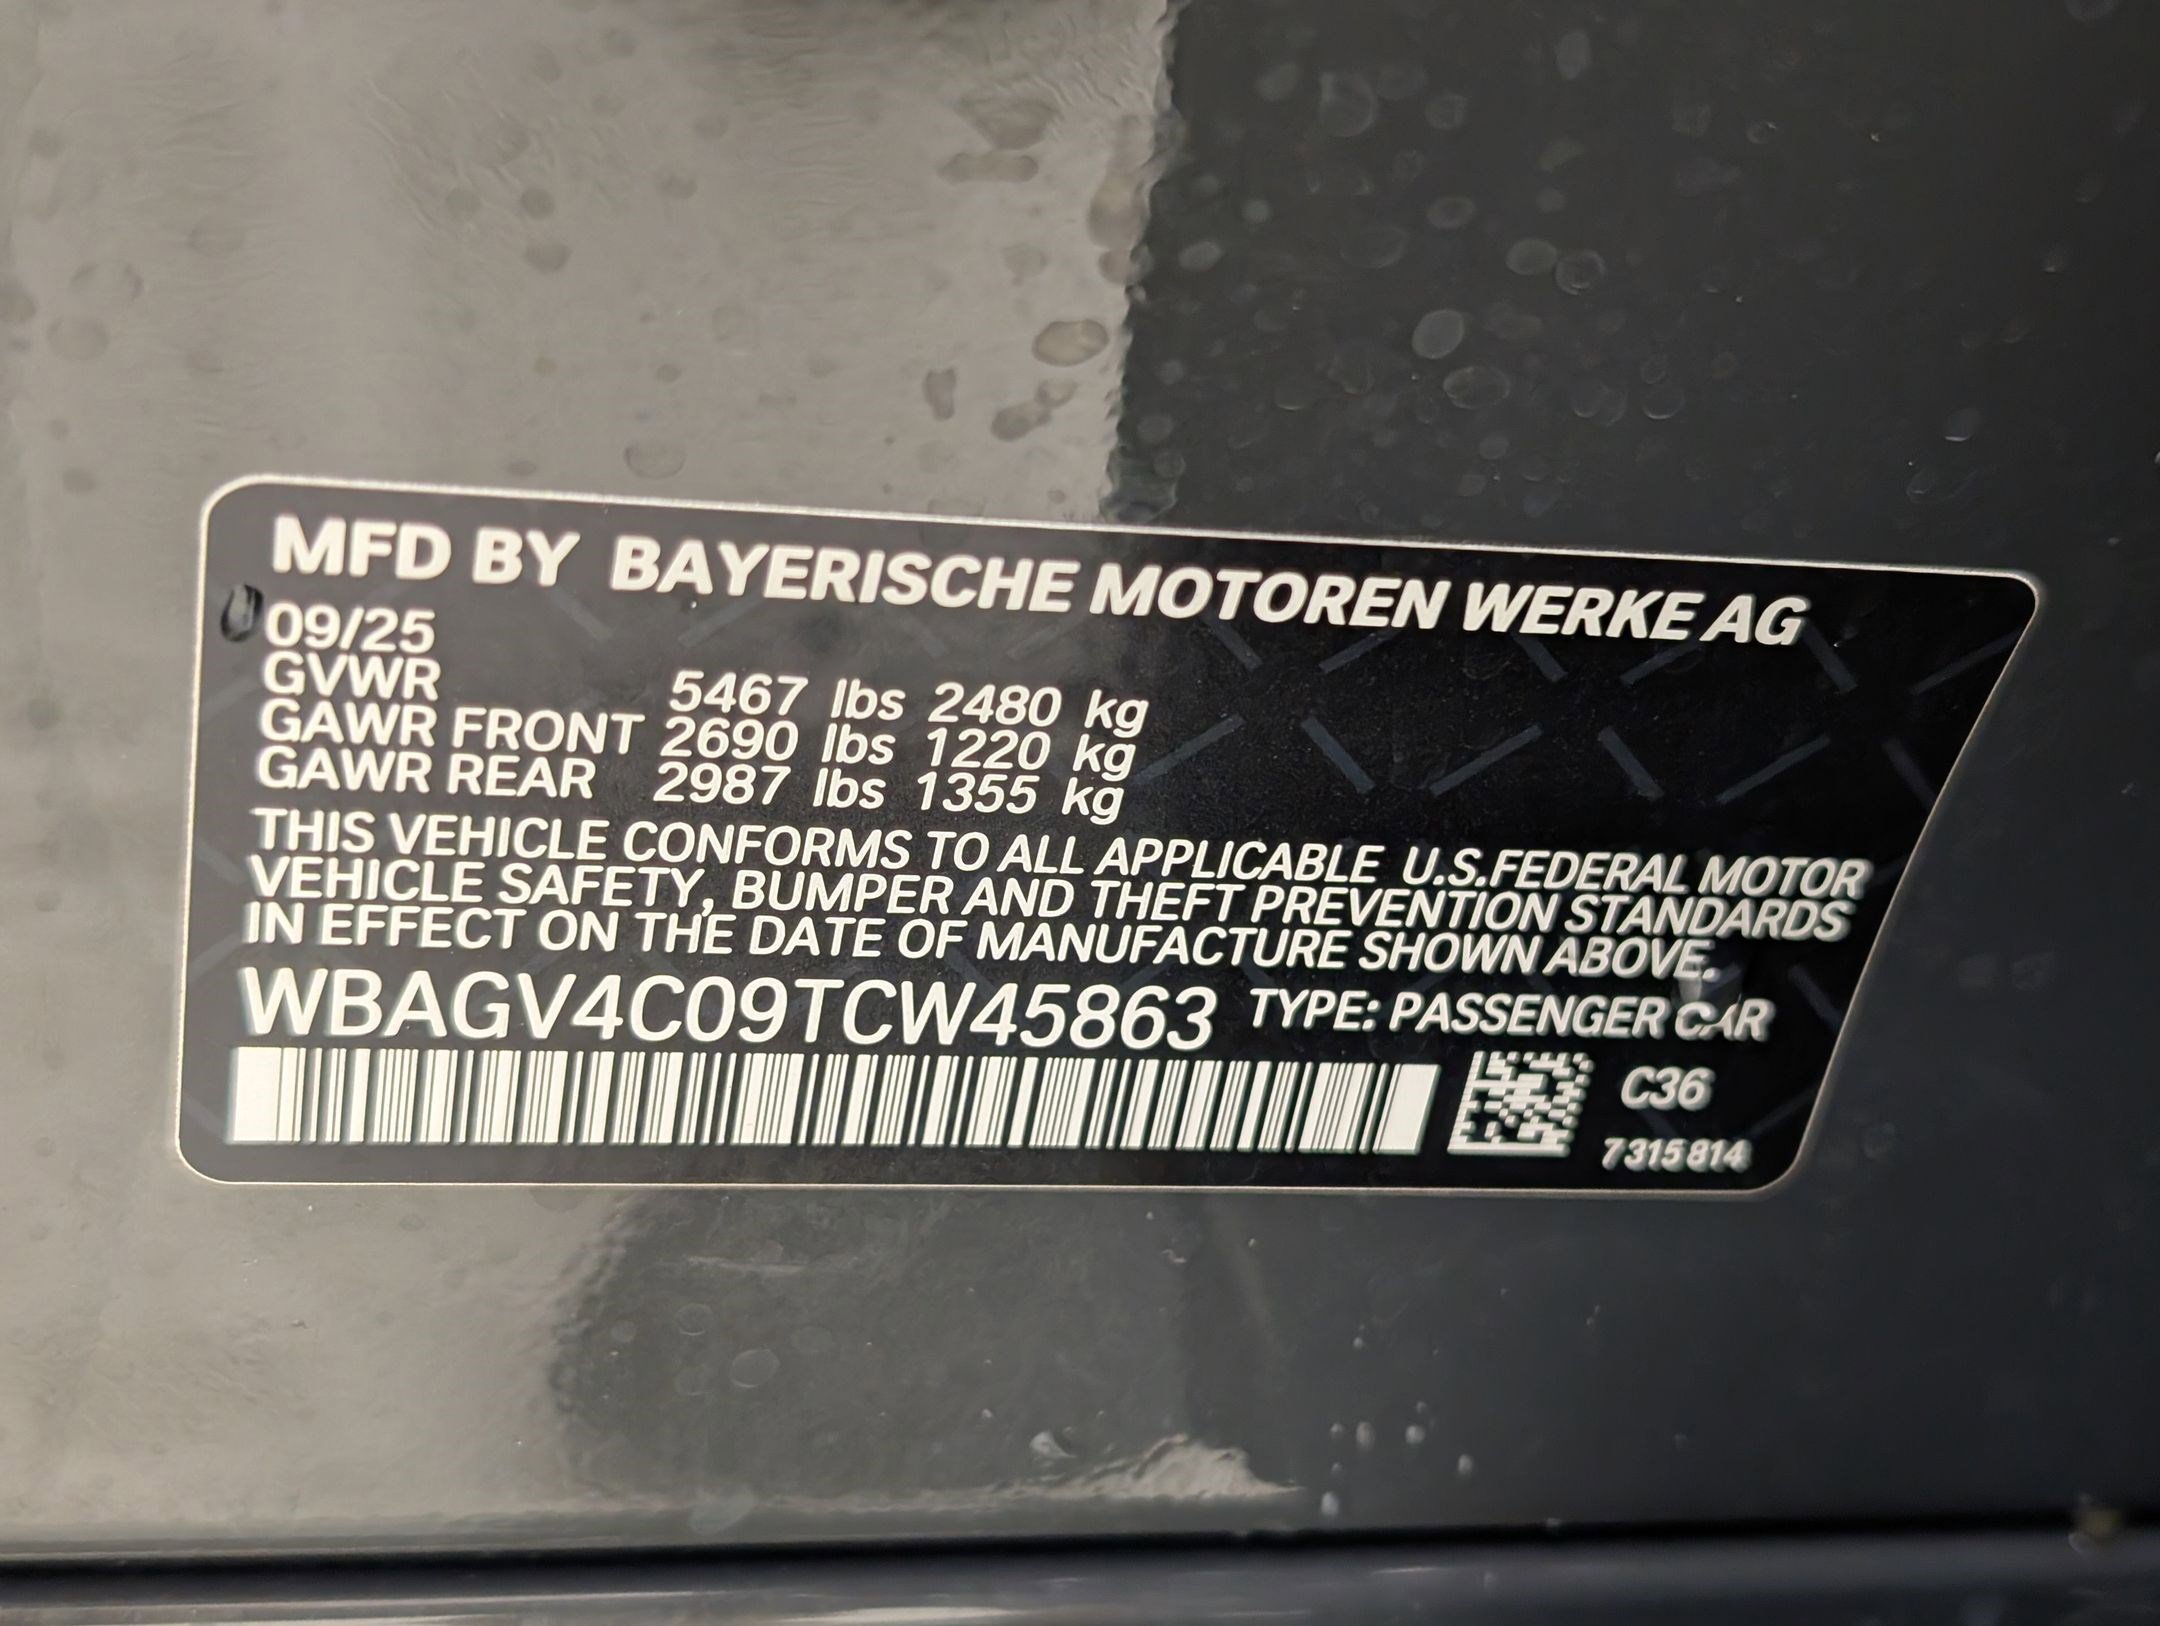 MFD BY BAYERISCHE MOTOREN WERKE AG
09/25
GVWR 5467 lbs 2480 kg
GAWR FRONT 2690 lbs 1220 kg
GAWR REAR 2987 lbs 1355 kg
THIS VEHICLE CONFORMS TO ALL APPLICABLE U.S.FEDERAL MOTOR
VEHICLE SAFETY, BUMPER AND THEFT PREVENTION STANDARDS
IN EFFECT ON THE DATE OF MANUFACTURE SHOWN ABOVE.
WBAGV4C09TCW45863 TYPE: PASSENGER CAR
C36
7315814